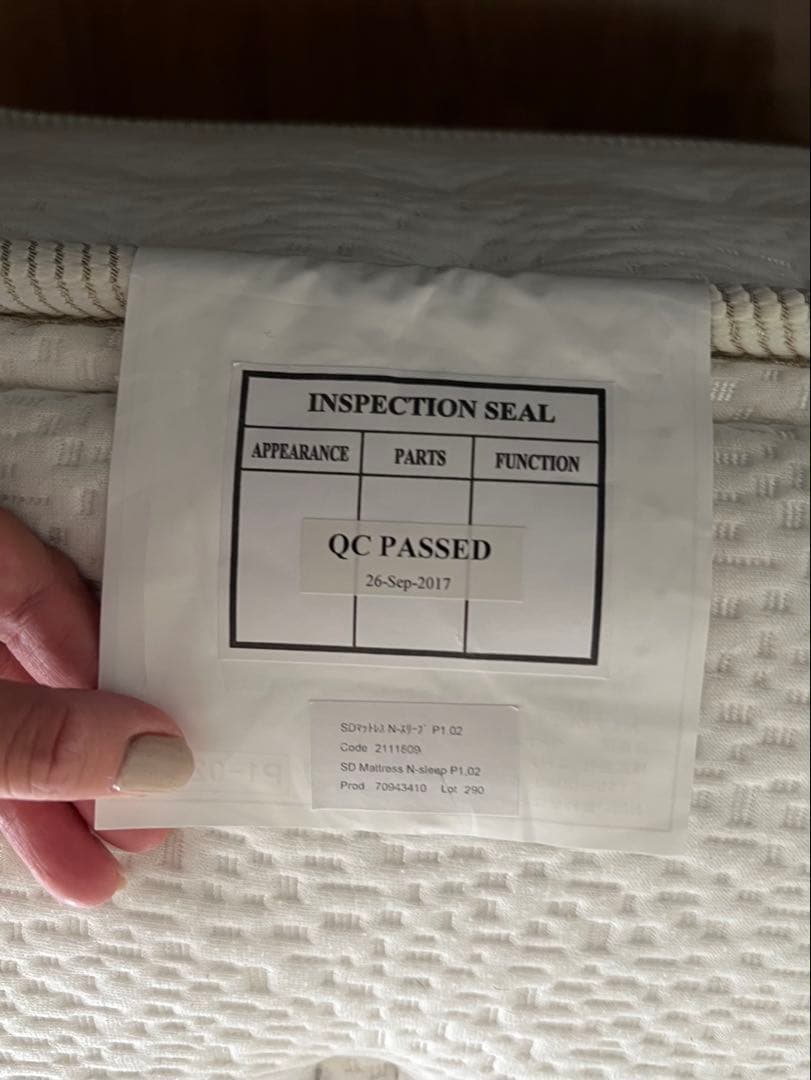 INSPECTION SEAL
APPEARANCE PARTS FUNCTION
QC PASSED
26-Sep-2017
SDﾏｯﾄﾚｽ N-ｽﾘｰﾌﾟ P1.02
Code 2111609
SD Mattress N-sleep P1.02
Prod 70943410 Lot 290